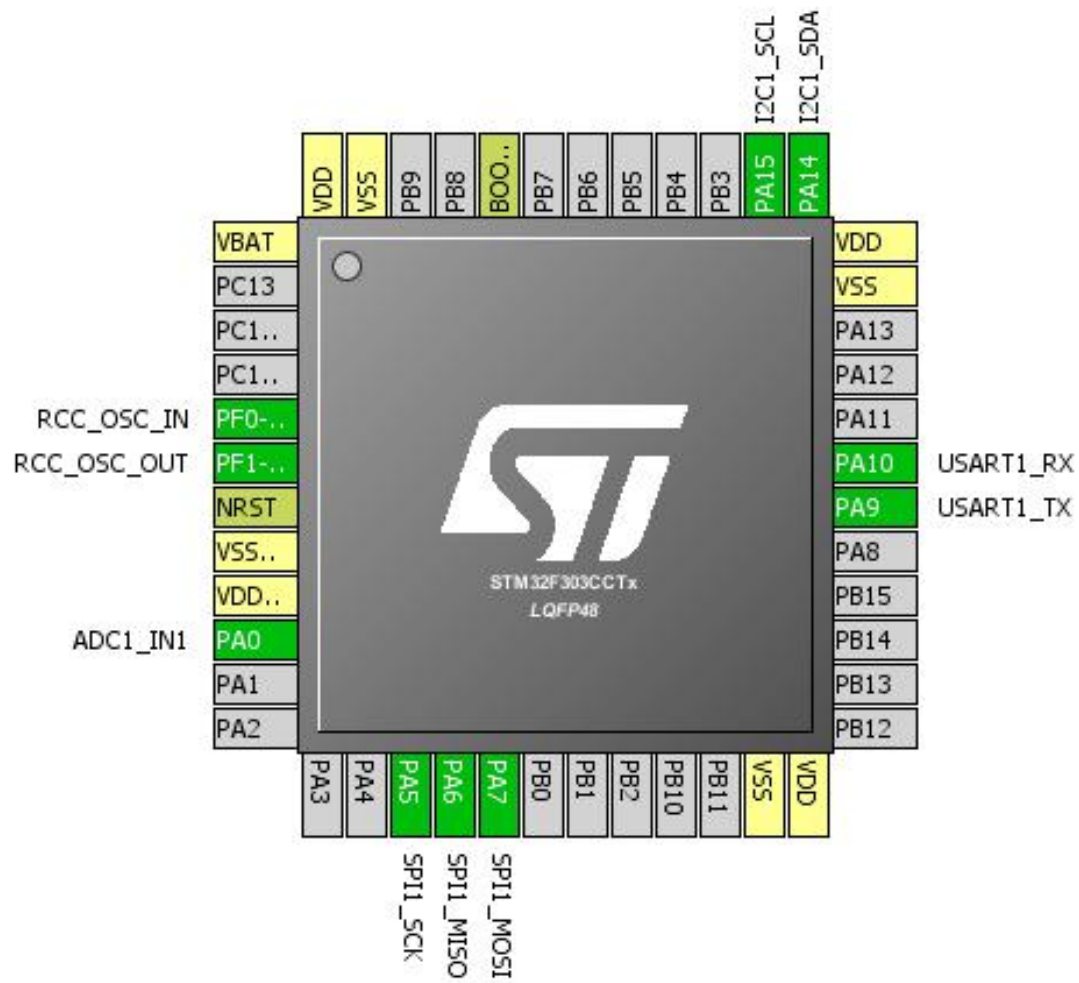 I2C1_SCL
I2C1_SDA
VDD
VSS
PB9
PB8
BOO..
PB7
PB6
PB5
PB4
PB3
PA15
PA14
VBAT
PC13
PC1..
PC1..
RCC_OSC_IN PF0-..
RCC_OSC_OUT PF1-..
NRST
VSS..
VDD..
ADC1_IN1 PA0
PA1
PA2
ST
STM32F303CCTx
LQFP48
VDD
VSS
PA13
PA12
PA11
PA10 USART1_RX
PA9 USART1_TX
PA8
PB15
PB14
PB13
PB12
PA3
PA4
PA5
PA6
PA7
PB0
PB1
PB2
PB10
PB11
VSS
VDD
SPI1_SCK
SPI1_MISO
SPI1_MOSI